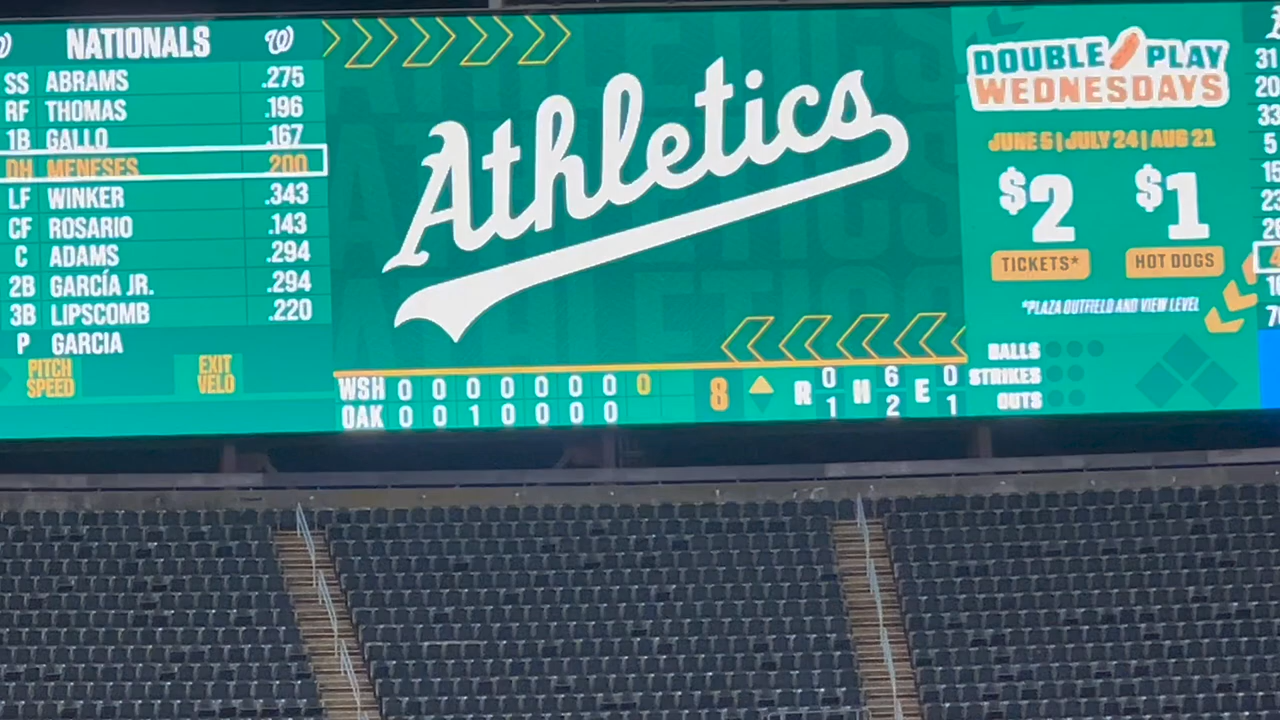 W NATIONALS W
SS ABRAMS .275
RF THOMAS .196
1B GALLO .167
DH MENESES 200
LF WINKER .343
CF ROSARIO .143
C ADAMS .294
2B GARCÍA JR. .294
3B LIPSCOMB .220
P GARCIA
PITCH SPEED
EXIT VELO
Athletics
WSH 0 0 0 0 0 0 0 0
OAK 0 0 1 0 0 0 0
8
R H E
0 6 0
1 2 1
DOUBLE PLAY
WEDNESDAYS
JUNE 5 | JULY 24 | AUG 21
$2 $1
TICKETS* HOT DOGS
*PLAZA OUTFIELD AND VIEW LEVEL
BALLS
STRIKES
OUTS
31
20
33
5